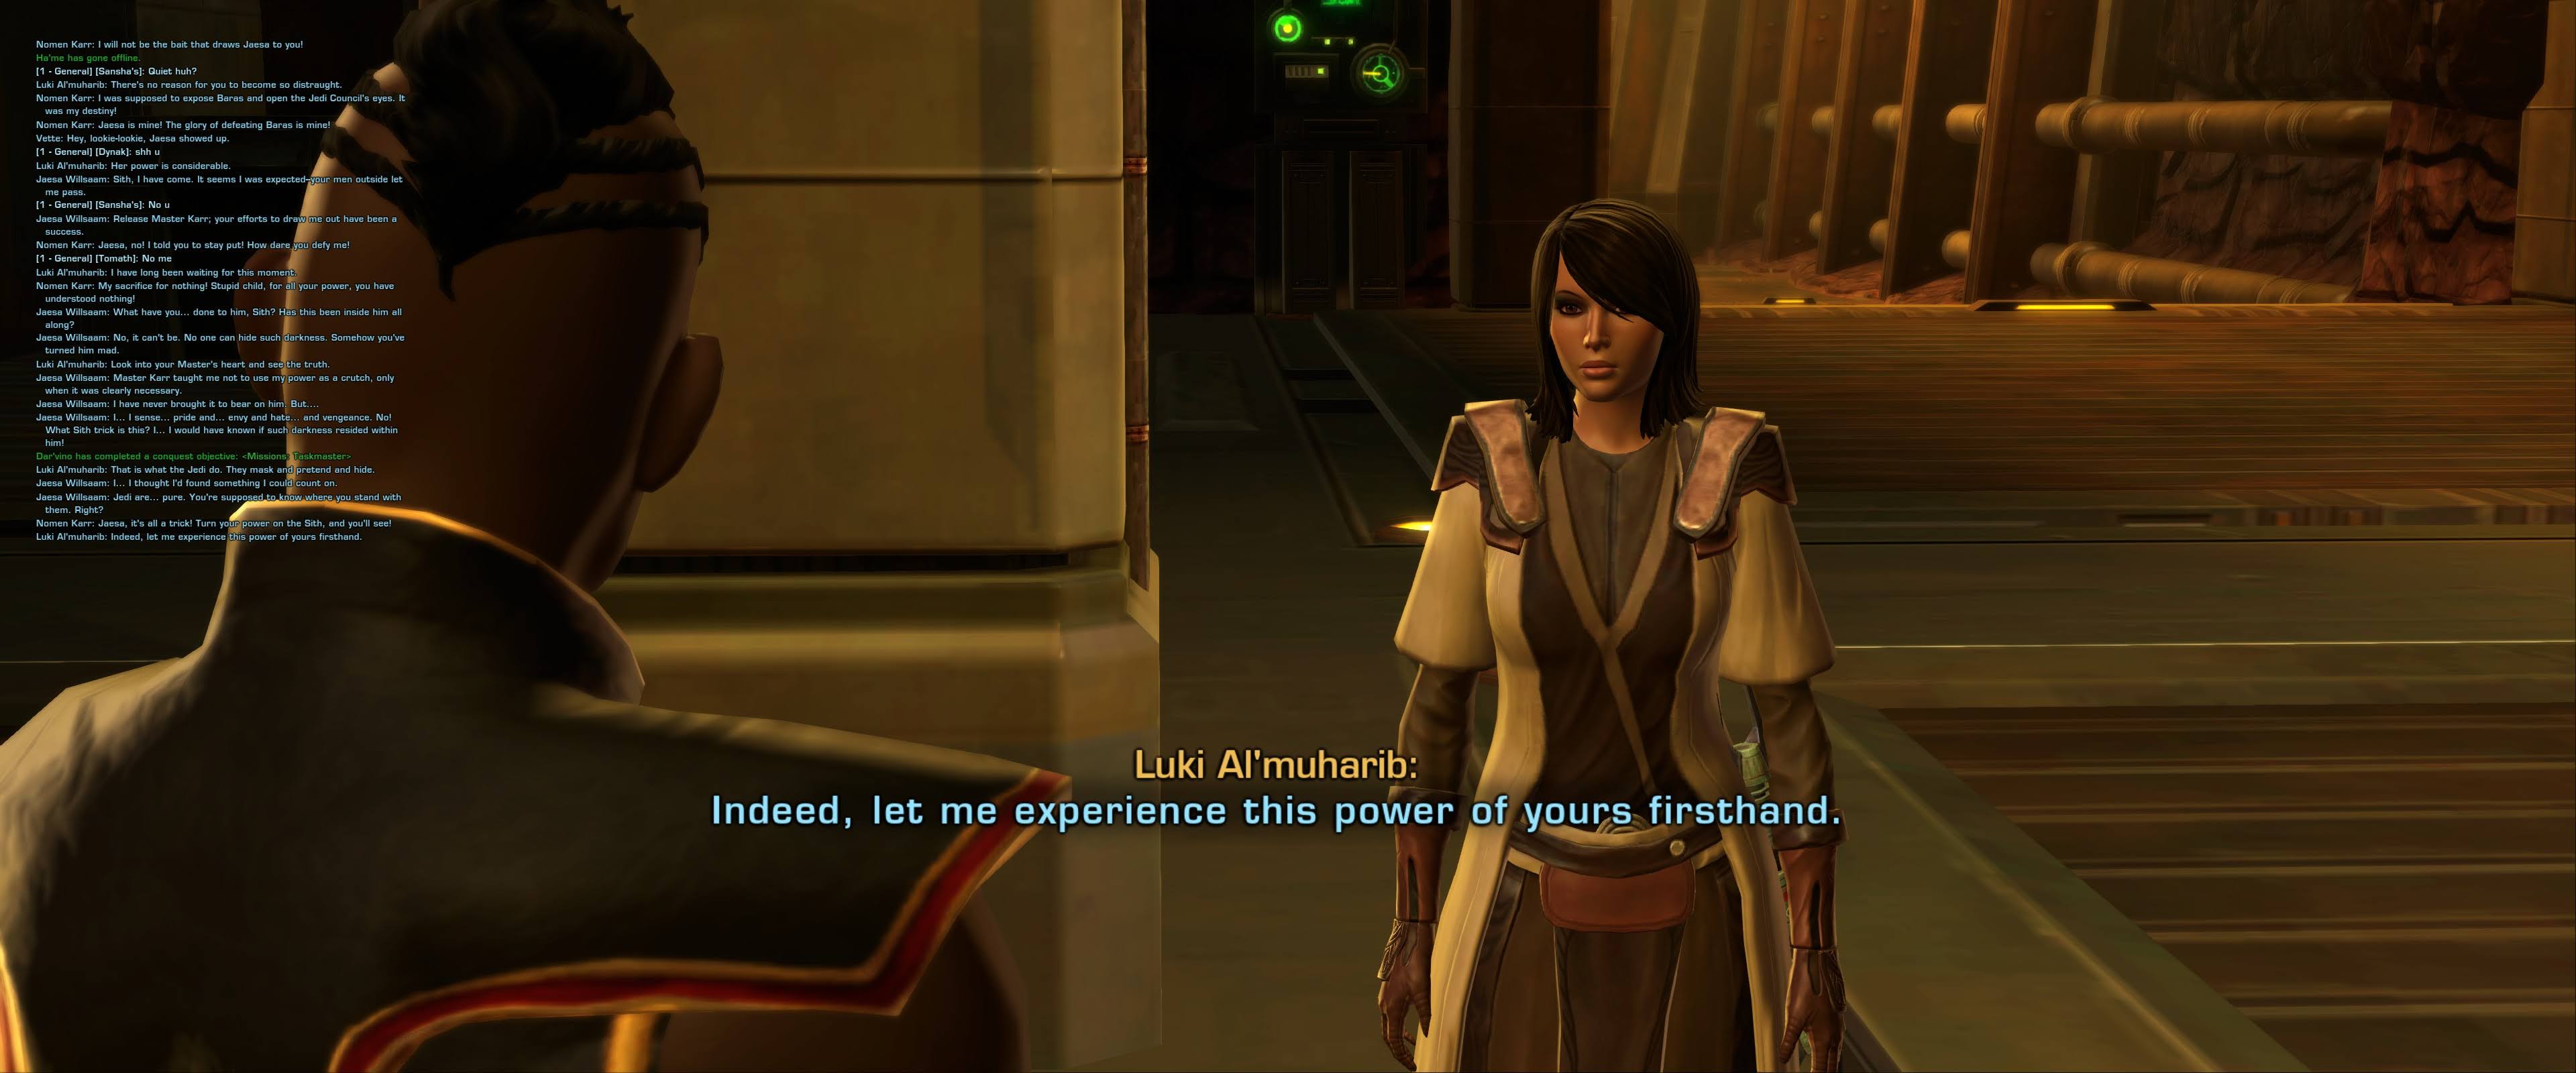 Nomen Karr: I will not be the bait that draws Jaesa to you!
Ha'me has gone offline.
[1 - General] [Sansha's]: Quiet huh?
Luki Al'muharib: There's no reason for you to become so distraught.
Nomen Karr: I was supposed to expose Baras and open the Jedi Council's eyes. It
was my destiny!
Nomen Karr: Jaesa is mine! The glory of defeating Baras is mine!
Vette: Hey, lookie-lookie, Jaesa showed up.
[1 - General] [Dynak]: shh u
Luki Al'muharib: Her power is considerable.
Jaesa Willsaam: Sith, I have come. It seems I was expected–your men outside let
me pass.
[1 - General] [Sansha's]: No u
Jaesa Willsaam: Release Master Karr; your efforts to draw me out have been a
success.
Nomen Karr: Jaesa, no! I told you to stay put! How dare you defy me!
[1 - General] [Tomath]: No me
Luki Al'muharib: I have long been waiting for this moment.
Nomen Karr: My sacrifice for nothing! Stupid child, for all your power, you have
understood nothing!
Jaesa Willsaam: What have you... done to him, Sith? Has this been inside him all
along?
Jaesa Willsaam: No, it can't be. No one can hide such darkness. Somehow you've
turned him mad.
Luki Al'muharib: Look into your Master's heart and see the truth.
Jaesa Willsaam: Master Karr taught me not to use my power as a crutch, only
when it was clearly necessary.
Jaesa Willsaam: I have never brought it to bear on him. But....
Jaesa Willsaam: I... I sense... pride and... envy and hate... and vengeance. No!
What Sith trick is this? I... I would have known if such darkness resided within
him!
Dar'vino has completed a conquest objective: <Missions: Taskmaster>
Luki Al'muharib: That is what the Jedi do. They mask and pretend and hide.
Jaesa Willsaam: I... I thought I'd found something I could count on.
Jaesa Willsaam: Jedi are... pure. You're supposed to know where you stand with
them. Right?
Nomen Karr: Jaesa, it's all a trick! Turn your power on the Sith, and you'll see!
Luki Al'muharib: Indeed, let me experience this power of yours firsthand.
Luki Al'muharib:
Indeed, let me experience this power of yours firsthand.